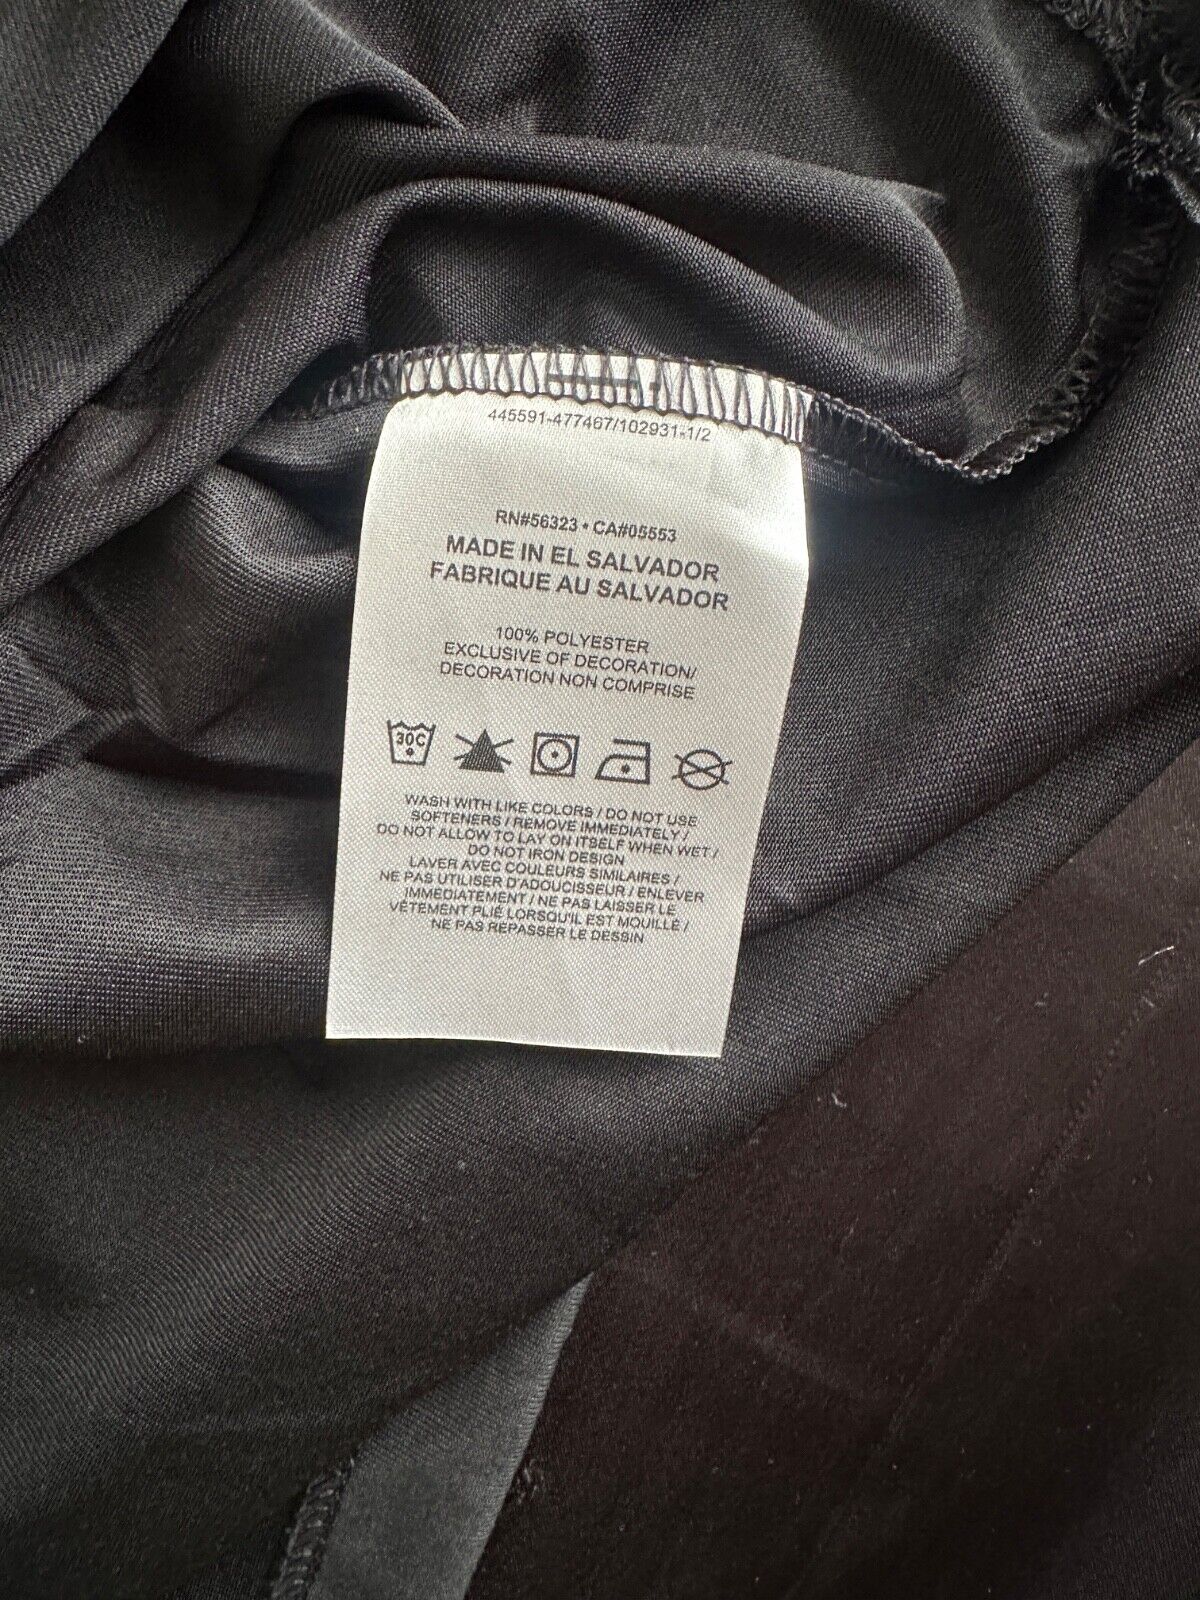 445591-477467/102931-1/2
RN#56323 • CA#05553
MADE IN EL SALVADOR
FABRIQUE AU SALVADOR
100% POLYESTER
EXCLUSIVE OF DECORATION/
DECORATION NON COMPRISE
30C
WASH WITH LIKE COLORS / DO NOT USE
SOFTENERS / REMOVE IMMEDIATELY /
DO NOT ALLOW TO LAY ON ITSELF WHEN WET /
DO NOT IRON DESIGN
LAVER AVEC COULEURS SIMILAIRES /
NE PAS UTILISER D'ADOUCISSEUR / ENLEVER
IMMEDIATEMENT / NE PAS LAISSER LE
VÊTEMENT PLIÉ LORSQU'IL EST MOUILLÉ /
NE PAS REPASSER LE DESSIN